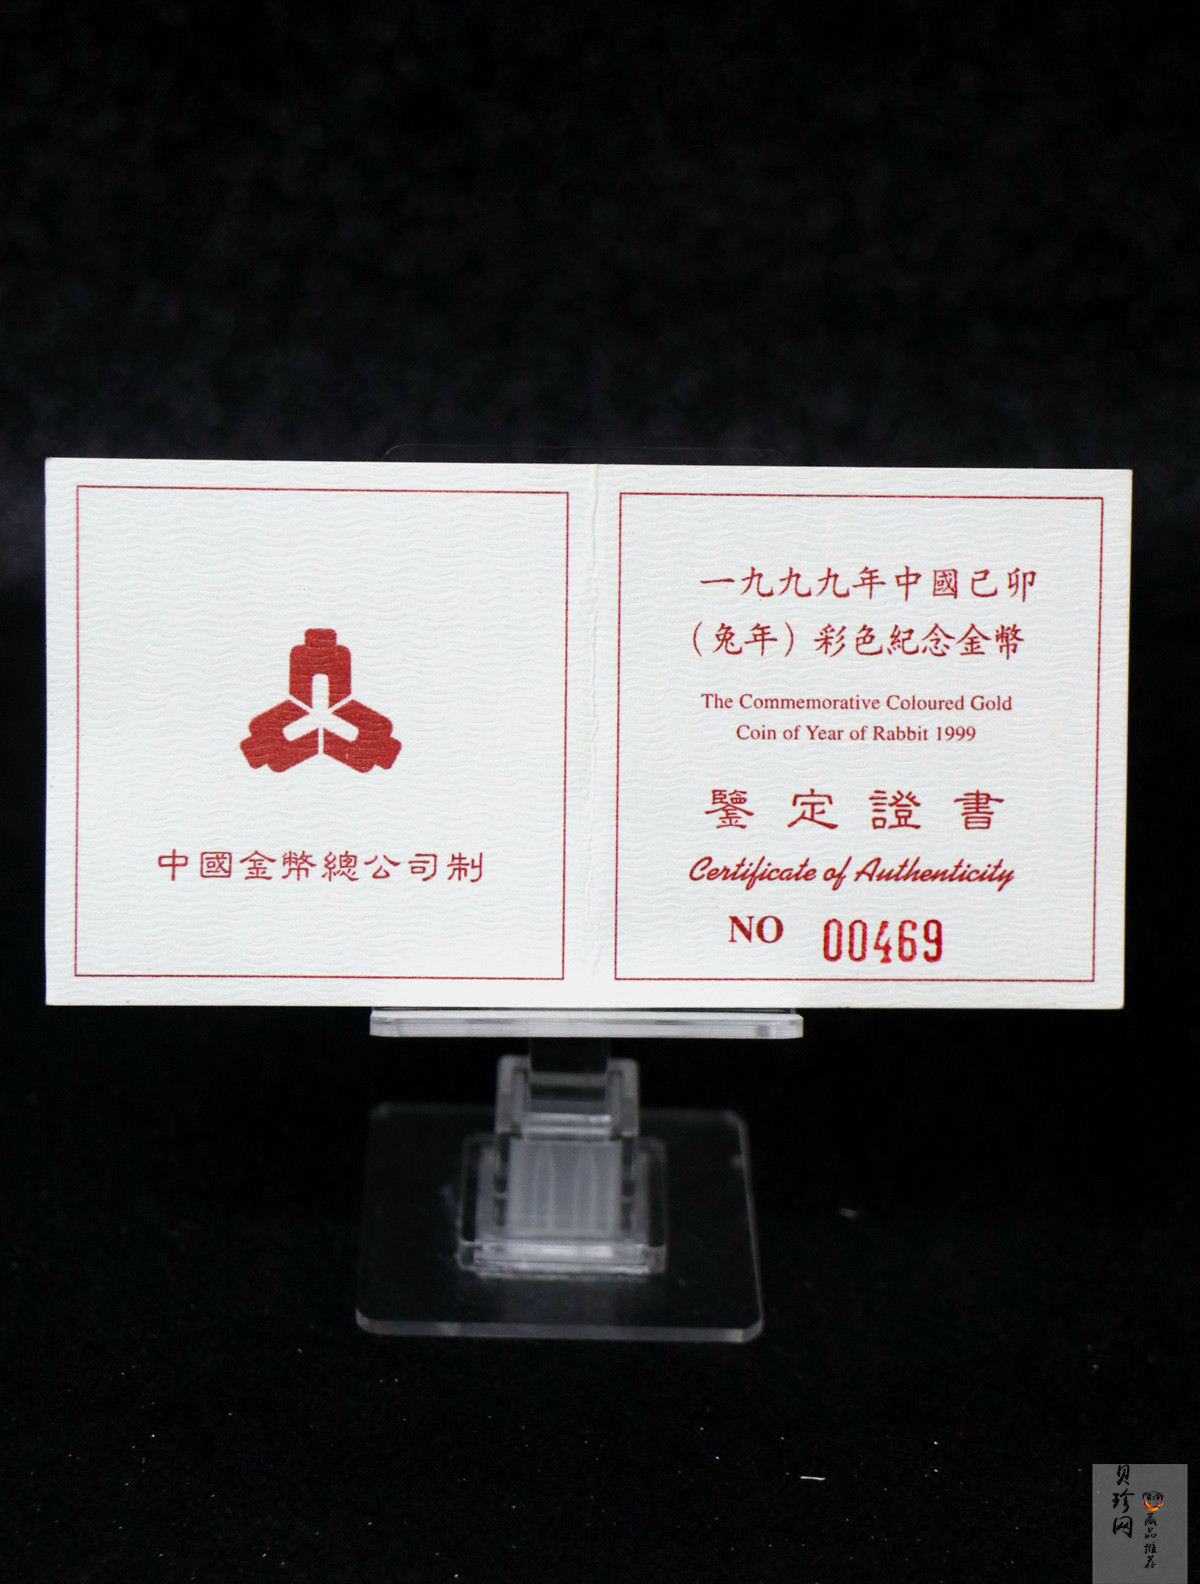 中國金幣總公司制
一九九九年中國己卯
（兔年）彩色紀念金幣
The Commemorative Coloured Gold
Coin of Year of Rabbit 1999
鑒定證書
Certificate of Authenticity
NO 00469
贝珍网
藏品推荐